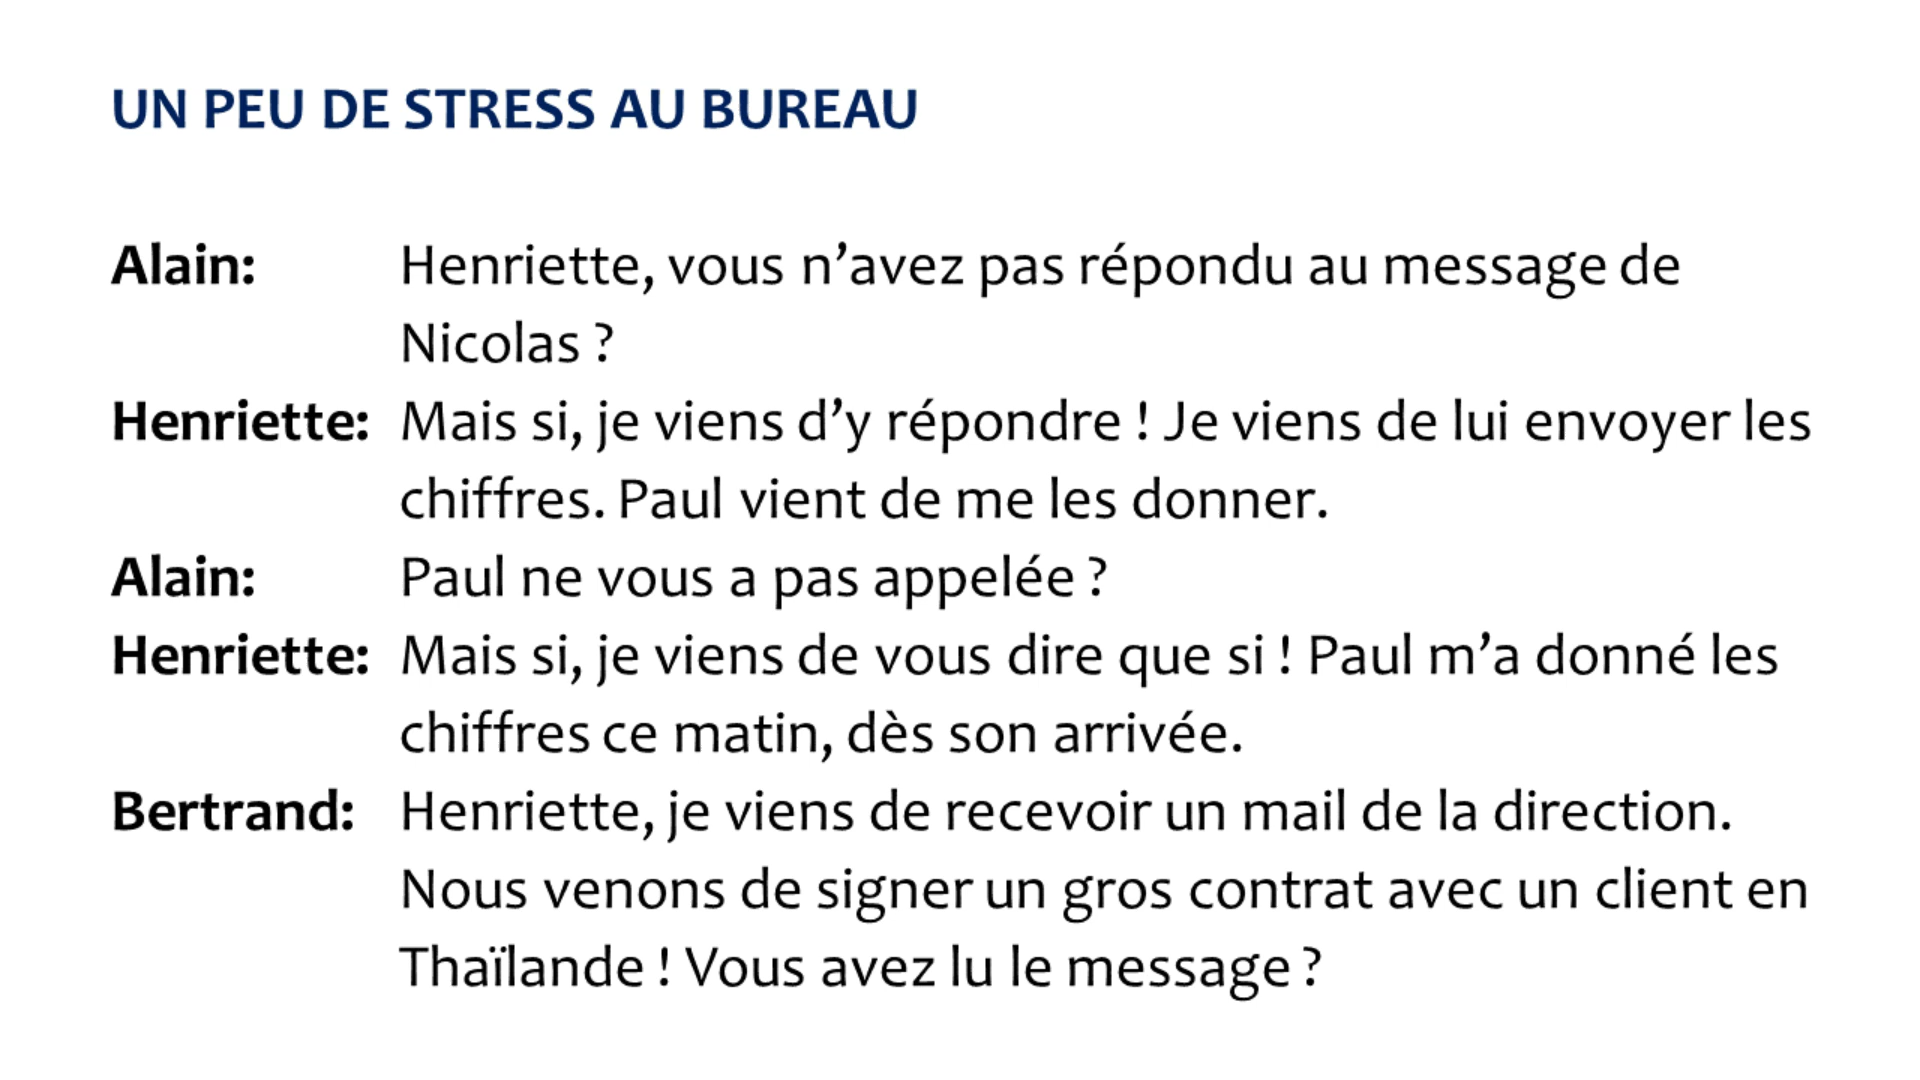 UN PEU DE STRESS AU BUREAU
Alain: Henriette, vous n’avez pas répondu au message de
Nicolas ?
Henriette: Mais si, je viens d’y répondre ! Je viens de lui envoyer les
chiffres. Paul vient de me les donner.
Alain: Paul ne vous a pas appelée ?
Henriette: Mais si, je viens de vous dire que si ! Paul m’a donné les
chiffres ce matin, dès son arrivée.
Bertrand: Henriette, je viens de recevoir un mail de la direction.
Nous venons de signer un gros contrat avec un client en
Thaïlande ! Vous avez lu le message ?